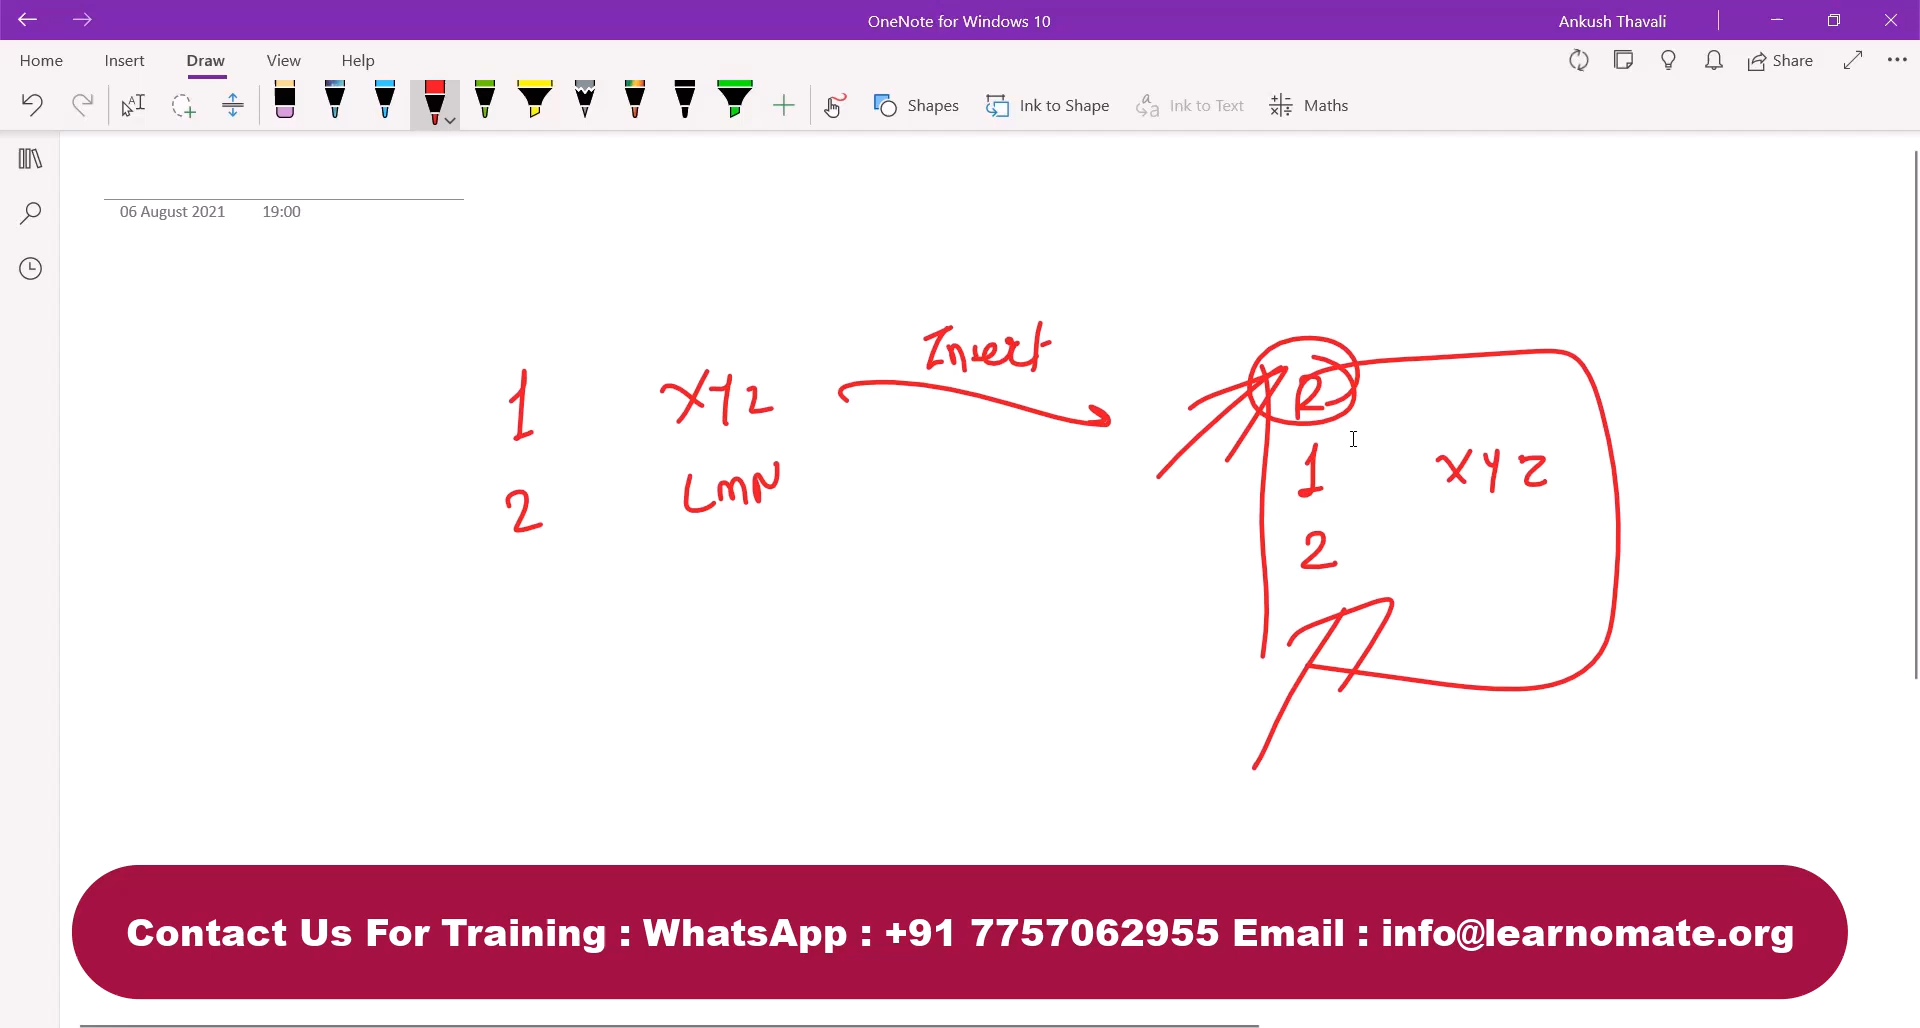 OneNote for Windows 10
Ankush Thavali
Home Insert Draw View Help
Share
Shapes Ink to Shape Ink to Text Maths
06 August 2021 19:00
Insert
1 XYZ
2 LMN
R
1 XYZ
2
Contact Us For Training : WhatsApp : +91 7757062955 Email : info@learnomate.org